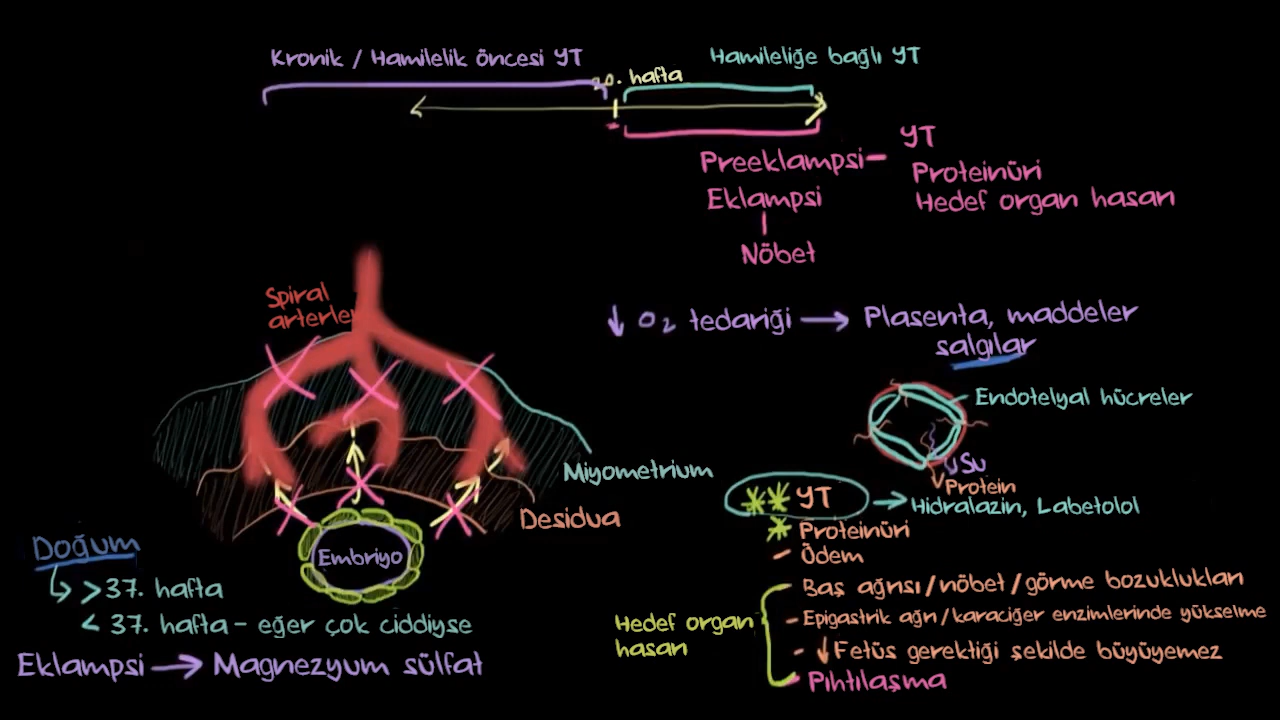 Kronik / Hamilelik öncesi YT
Hamileliğe bağlı YT
20. hafta
Preeklampsi - YT
Proteinüri
Hedef organ hasarı
Eklampsi
Nöbet
Spiral
arterler
↓ O₂ tedariği → Plasenta, maddeler
salgılar
Endotelyal hücreler
Su
Protein
Miyometrium
Desidua
Embriyo
** YT → Hidralazin, Labetolol
* Proteinüri
- Ödem
Hedef organ
hasarı
Baş ağrısı/nöbet/görme bozuklukları
- Epigastrik ağrı/karaciğer enzimlerinde yükselme
- ↓ Fetüs gerektiği şekilde büyüyemez
- Pıhtılaşma
Doğum
↳ > 37. hafta
< 37. hafta - eğer çok ciddiyse
Eklampsi → Magnezyum sülfat